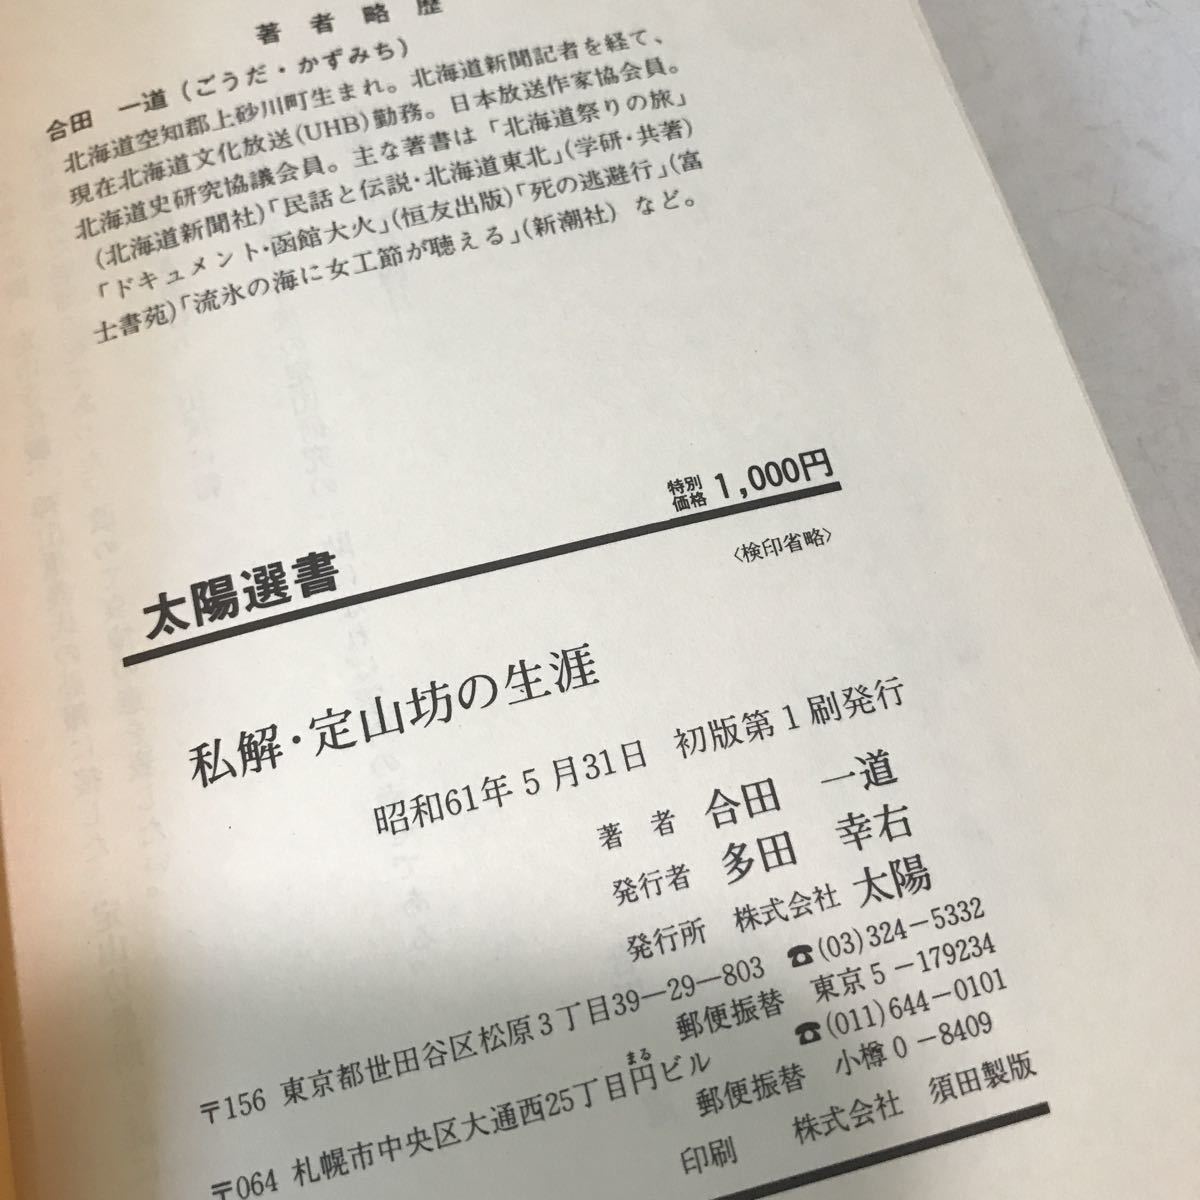 著者略歴
合田　一道（ごうだ・かずみち）
北海道空知郡上砂川町生まれ。北海道新聞記者を経て、
現在北海道文化放送(UHB)勤務。日本放送作家協会員。
北海道史研究協議会員。主な著書は「北海道祭りの旅」
（北海道新聞社）「民話と伝説・北海道東北」（学研・共著）
「ドキュメント・函館大火」（恒友出版）「死の逃避行」（富
士書苑）「流氷の海に女工節が聴える」（新潮社）など。
特別価格 1,000円
太陽選書
〈検印省略〉
私解・定山坊の生涯
昭和61年5月31日　初版第1刷発行
著者　合田　一道
発行者　多田　幸右
発行所　株式会社 太陽
〒156 東京都世田谷区松原3丁目39―29―803 ☎(03)324−5332
郵便振替　東京5−179234
〒064 札幌市中央区大通西25丁目円ビル ☎(011)644−0101
まる
郵便振替　小樽0−8409
印刷　株式会社　須田製版